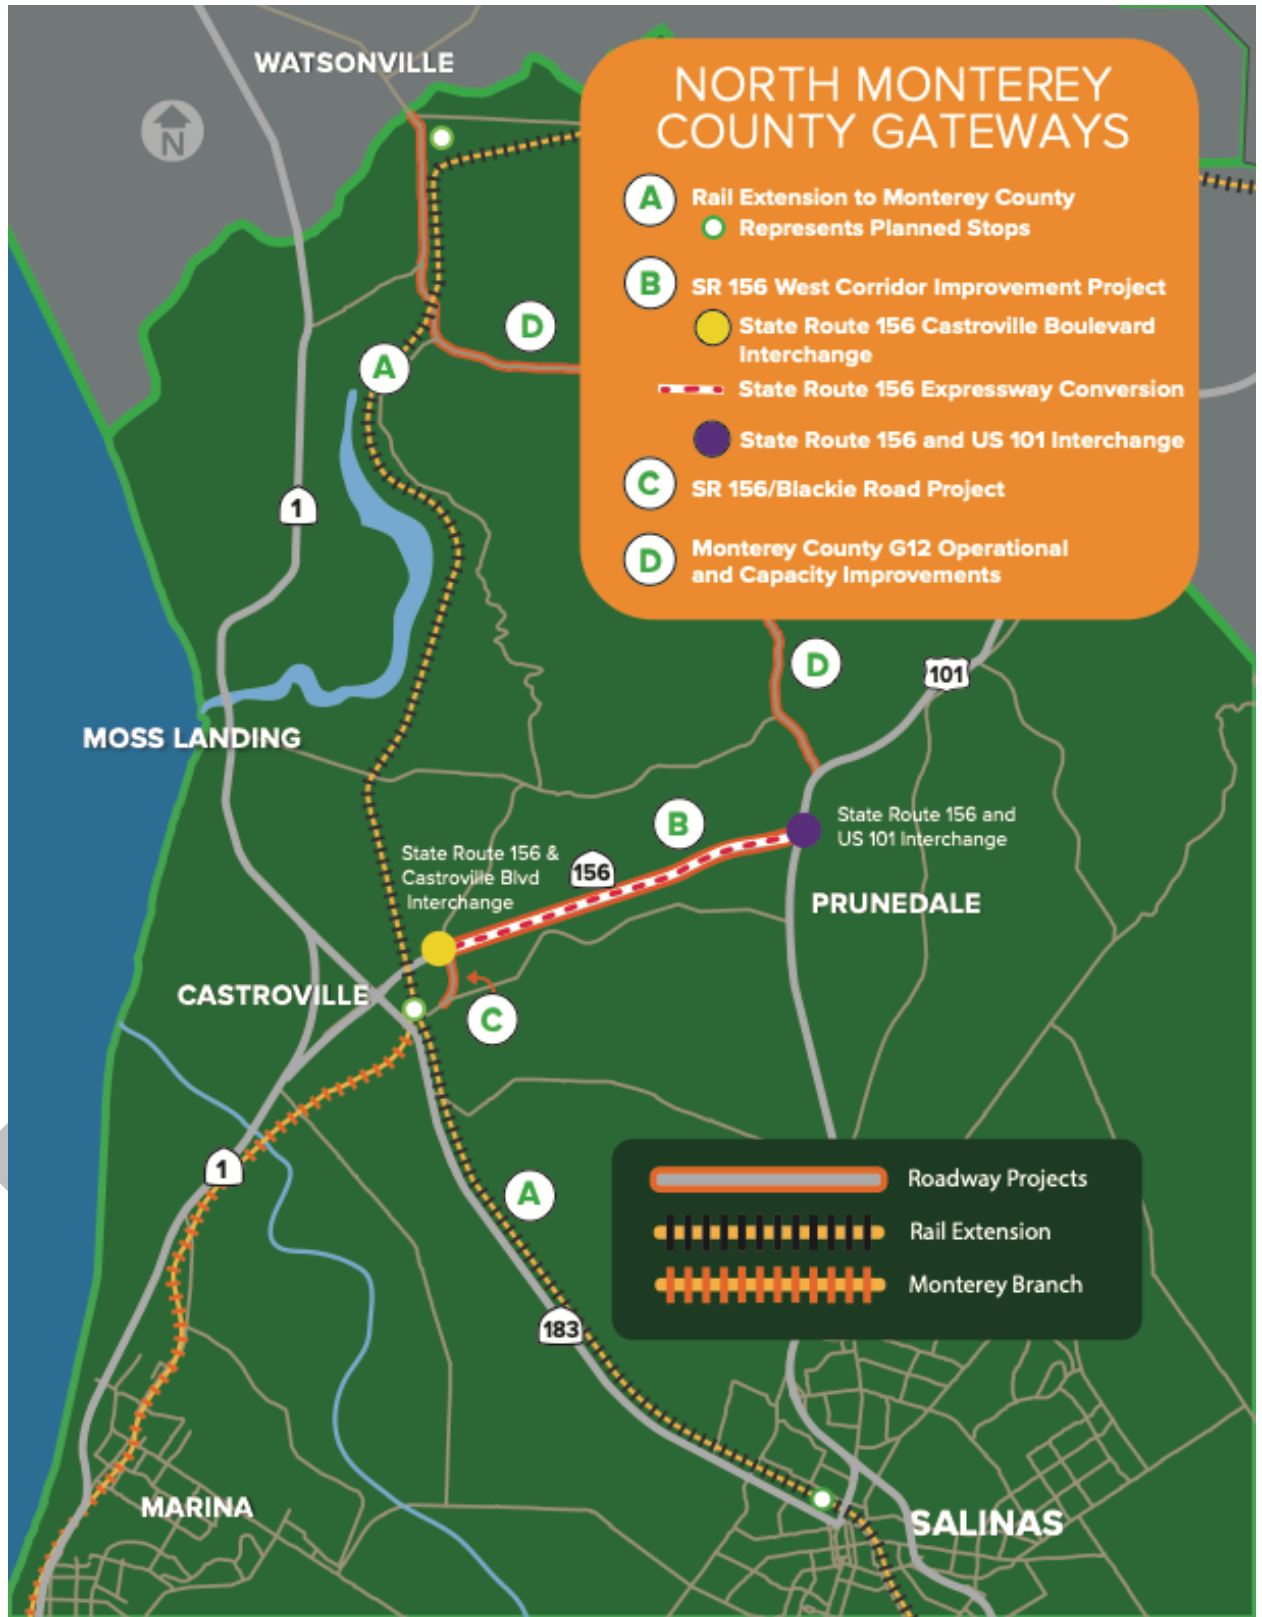 WATSONVILLE
N
NORTH MONTEREY
COUNTY GATEWAYS
A Rail Extension to Monterey County
Represents Planned Stops
B SR 156 West Corridor Improvement Project
State Route 156 Castroville Boulevard
Interchange
State Route 156 Expressway Conversion
State Route 156 and US 101 Interchange
C SR 156/Blackie Road Project
D Monterey County G12 Operational
and Capacity Improvements
D
A
1
D
101
MOSS LANDING
B
State Route 156 and
US 101 Interchange
State Route 156 &
Castroville Blvd
Interchange
156
PRUNEDALE
CASTROVILLE
C
1
A
Roadway Projects
Rail Extension
Monterey Branch
183
MARINA
SALINAS